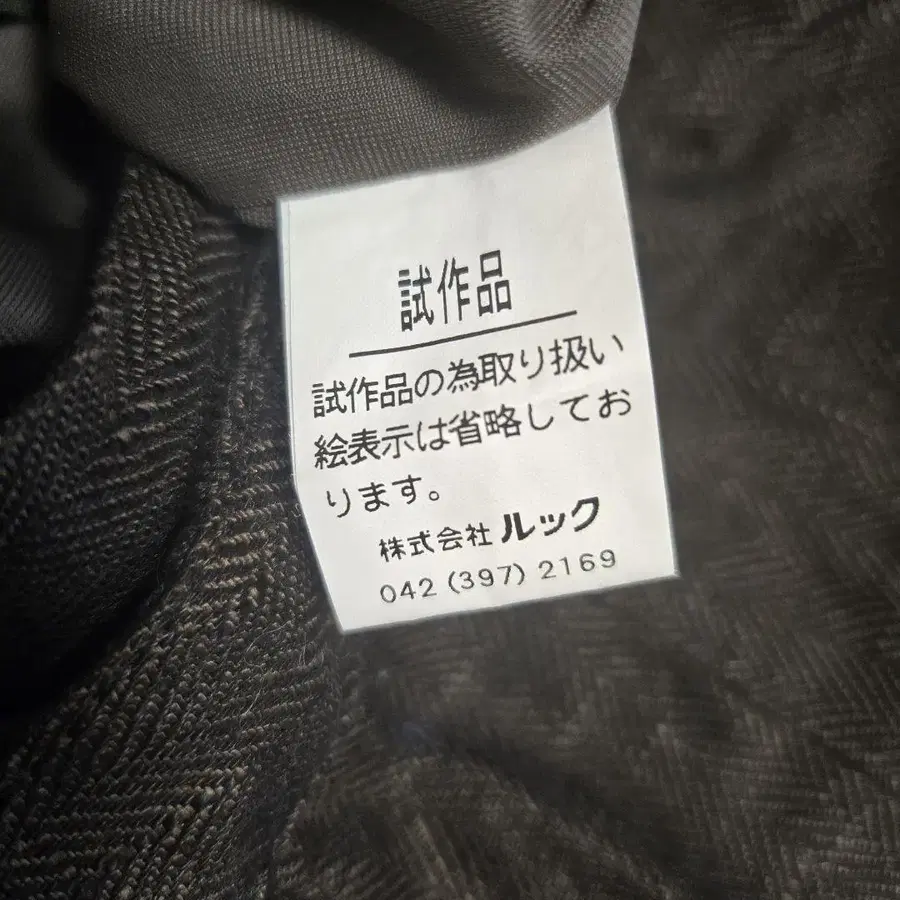 試作品
試作品の為取り扱い
絵表示は省略してお
ります。
株式会社 ルック
042 (397) 2169